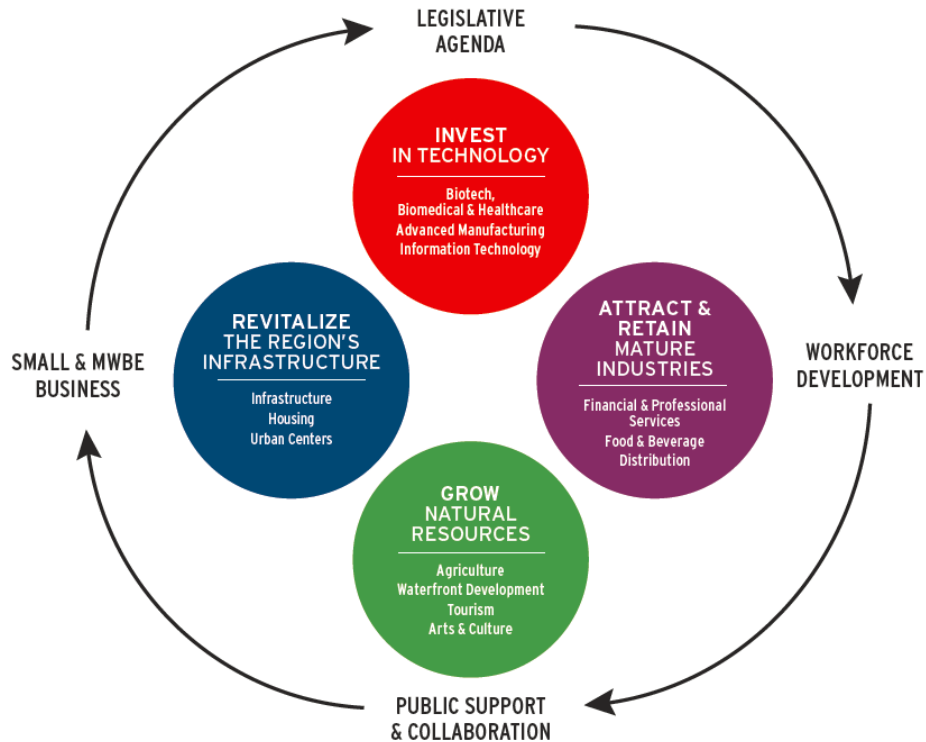 LEGISLATIVE
AGENDA
INVEST
IN TECHNOLOGY
Biotech,
Biomedical & Healthcare
Advanced Manufacturing
Information Technology
REVITALIZE
THE REGION'S
INFRASTRUCTURE
Infrastructure
Housing
Urban Centers
ATTRACT &
RETAIN
MATURE
INDUSTRIES
Financial & Professional
Services
Food & Beverage
Distribution
SMALL & MWBE
BUSINESS
WORKFORCE
DEVELOPMENT
GROW
NATURAL
RESOURCES
Agriculture
Waterfront Development
Tourism
Arts & Culture
PUBLIC SUPPORT
& COLLABORATION